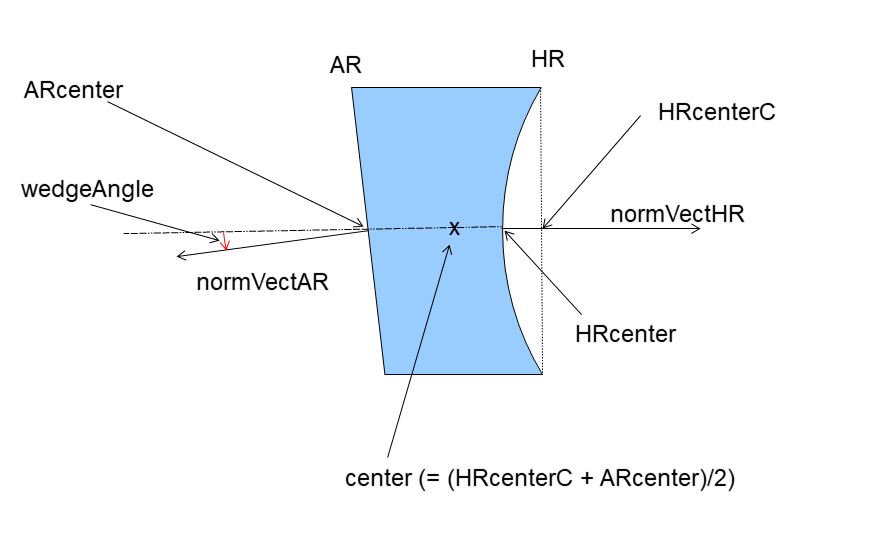 AR
HR
ARcenter
HRcenterC
wedgeAngle
normVectHR
x
normVectAR
HRcenter
center (= (HRcenterC + ARcenter)/2)